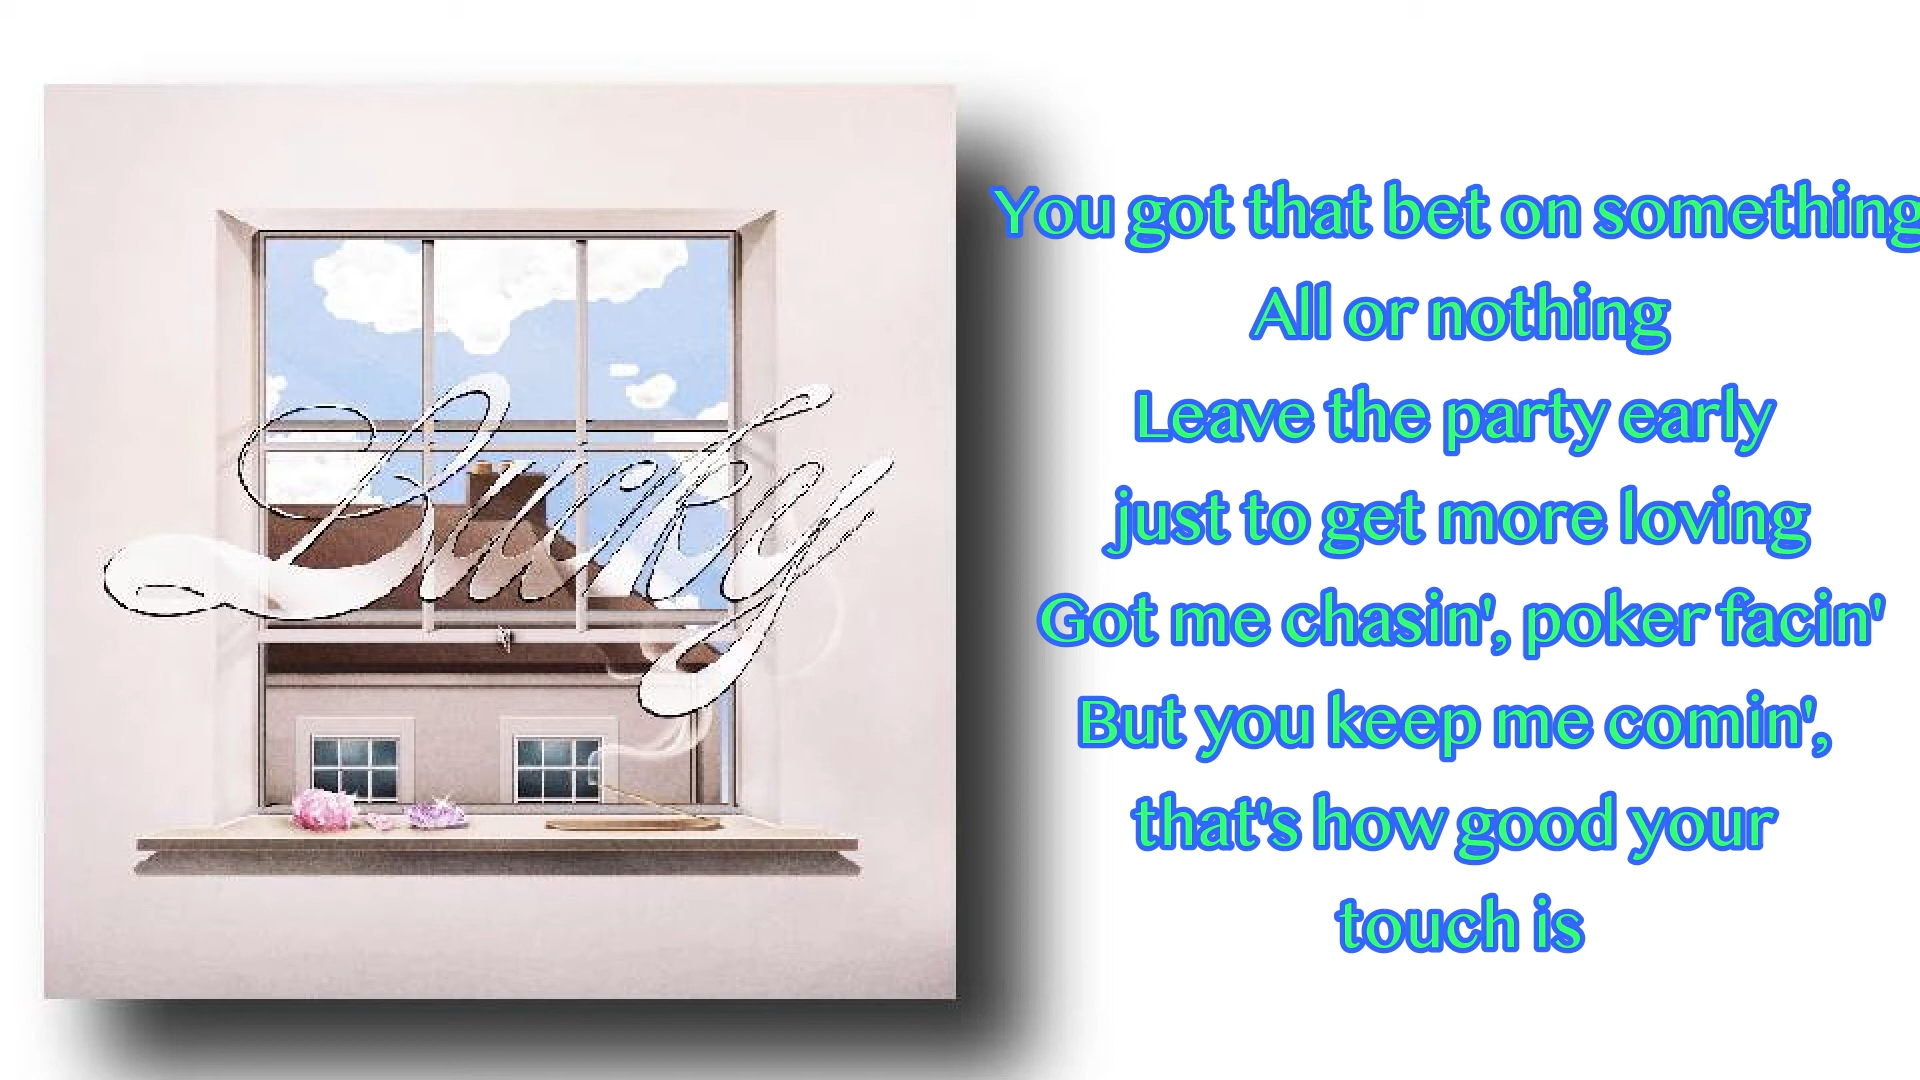 Lucky
You got that bet on something
All or nothing
Leave the party early
just to get more loving
Got me chasin', poker facin'
But you keep me comin',
that's how good your
touch is